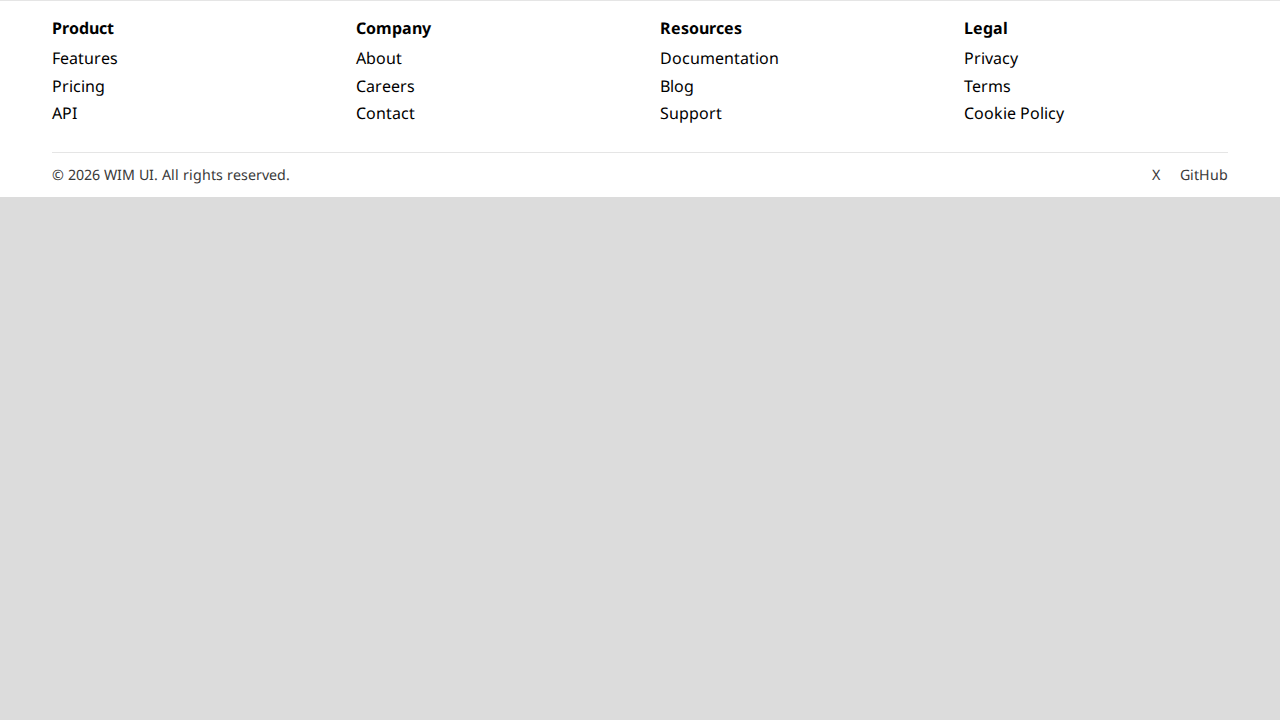 Product
Features
Pricing
API
Company
About
Careers
Contact
Resources
Documentation
Blog
Support
Legal
Privacy
Terms
Cookie Policy
© 2026 WIM UI. All rights reserved.
X GitHub